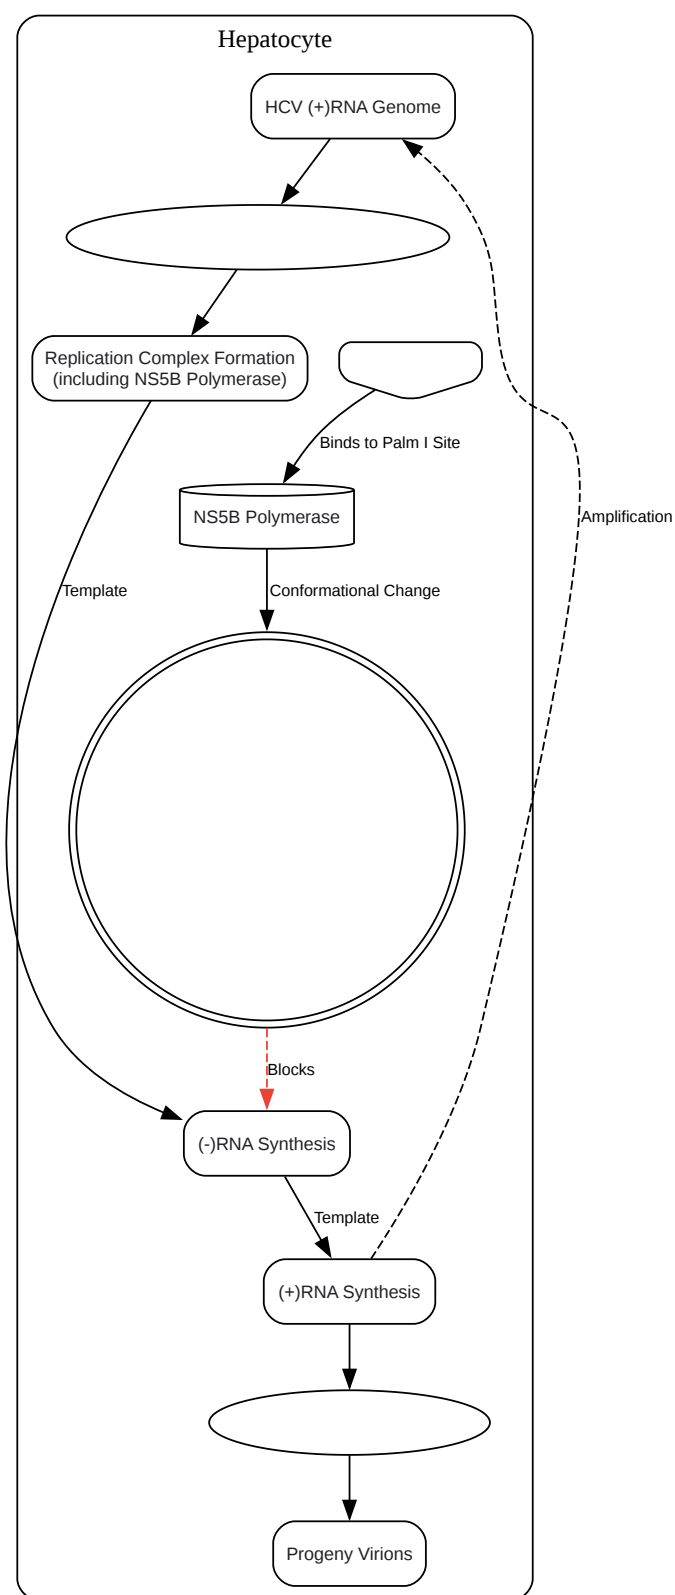 Hepatocyte
HCV (+)RNA Genome
Replication Complex Formation
(including NS5B Polymerase)
Binds to Palm I Site
NS5B Polymerase
Amplification
Template
Conformational Change
Blocks
(-)RNA Synthesis
Template
(+)RNA Synthesis
Progeny Virions